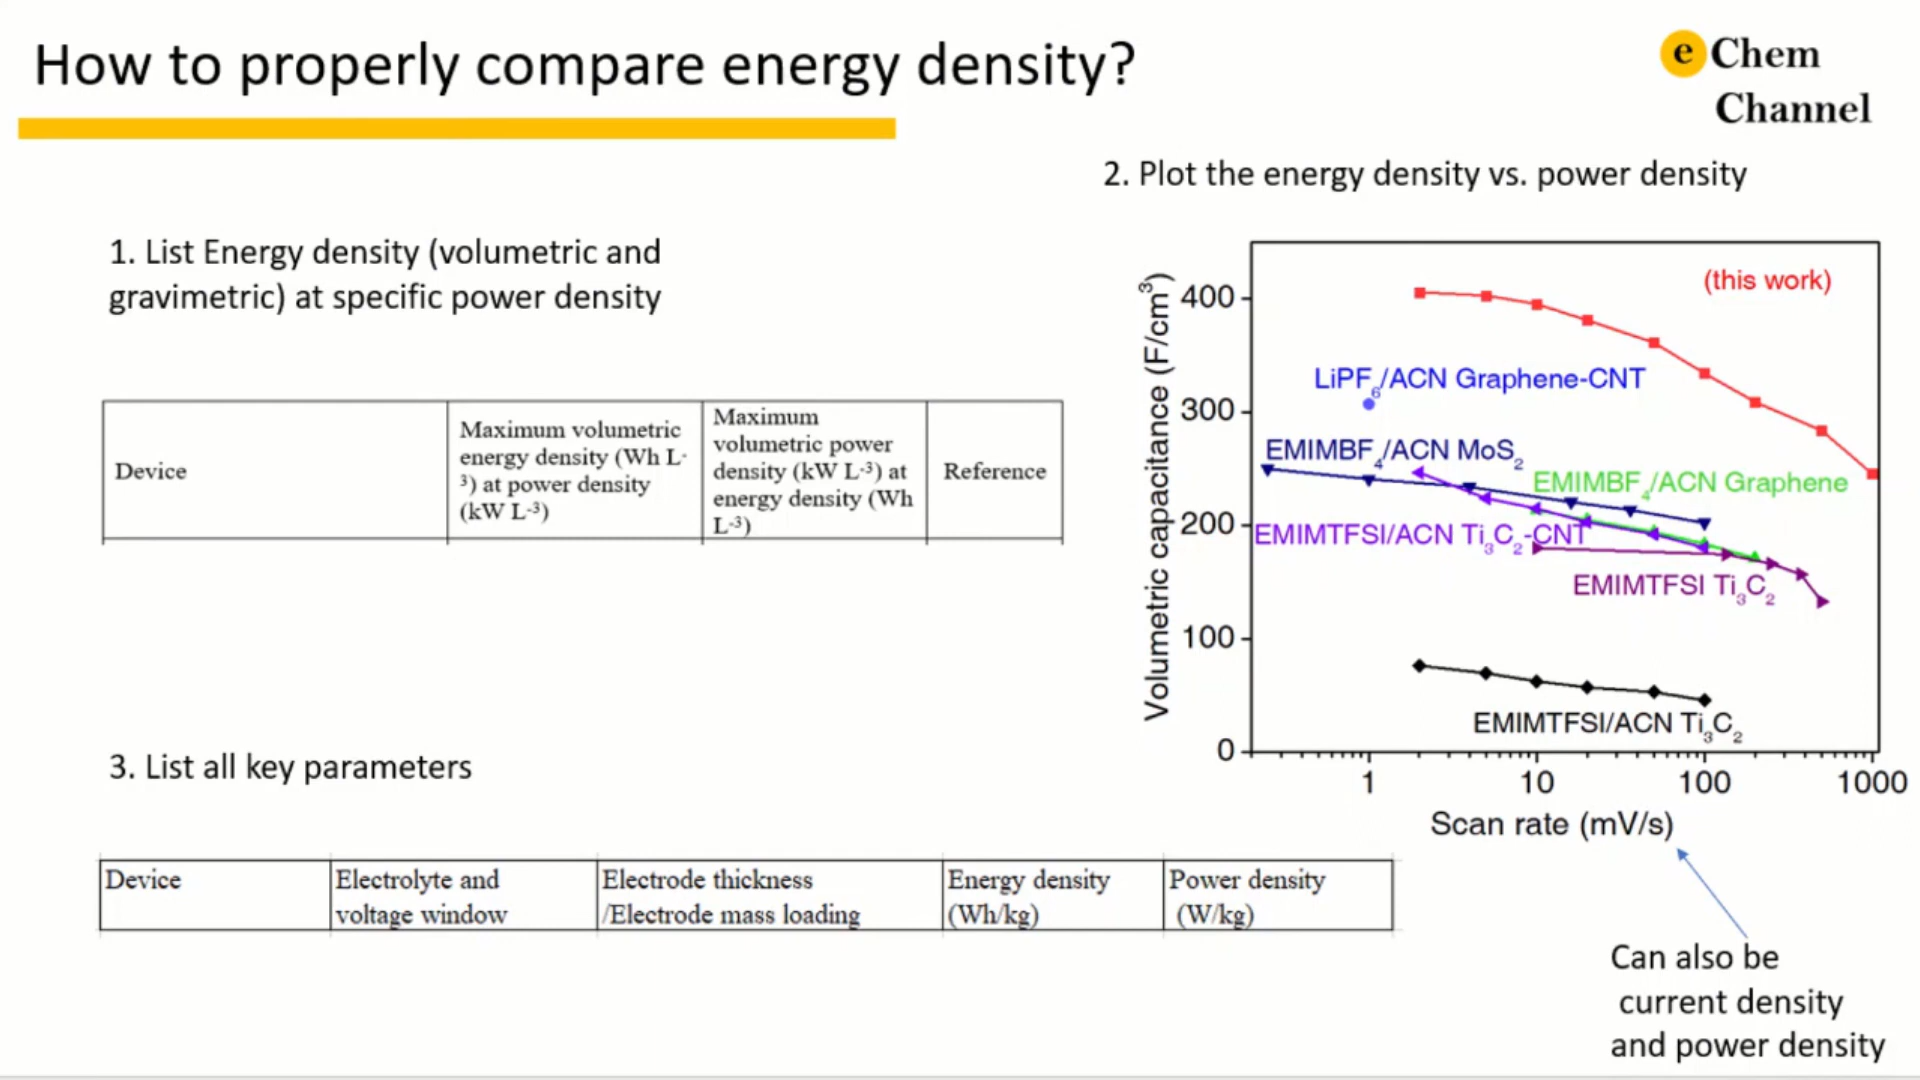 How to properly compare energy density?
e Chem
Channel
2. Plot the energy density vs. power density
1. List Energy density (volumetric and
gravimetric) at specific power density
Device
Maximum volumetric
energy density (Wh L-
3) at power density
(kW L-3)
Maximum
volumetric power
density (kW L-3) at
energy density (Wh
L-3)
Reference
Volumetric capacitance (F/cm3)
400
300
200
100
0
(this work)
LiPF6/ACN Graphene-CNT
EMIMBF4/ACN MoS2
EMIMBF4/ACN Graphene
EMIMTFSI/ACN Ti3C2-CNT
EMIMTFSI Ti3C2
EMIMTFSI/ACN Ti3C2
1 10 100 1000
Scan rate (mV/s)
3. List all key parameters
Device
Electrolyte and
voltage window
Electrode thickness
/Electrode mass loading
Energy density
(Wh/kg)
Power density
(W/kg)
Can also be
current density
and power density